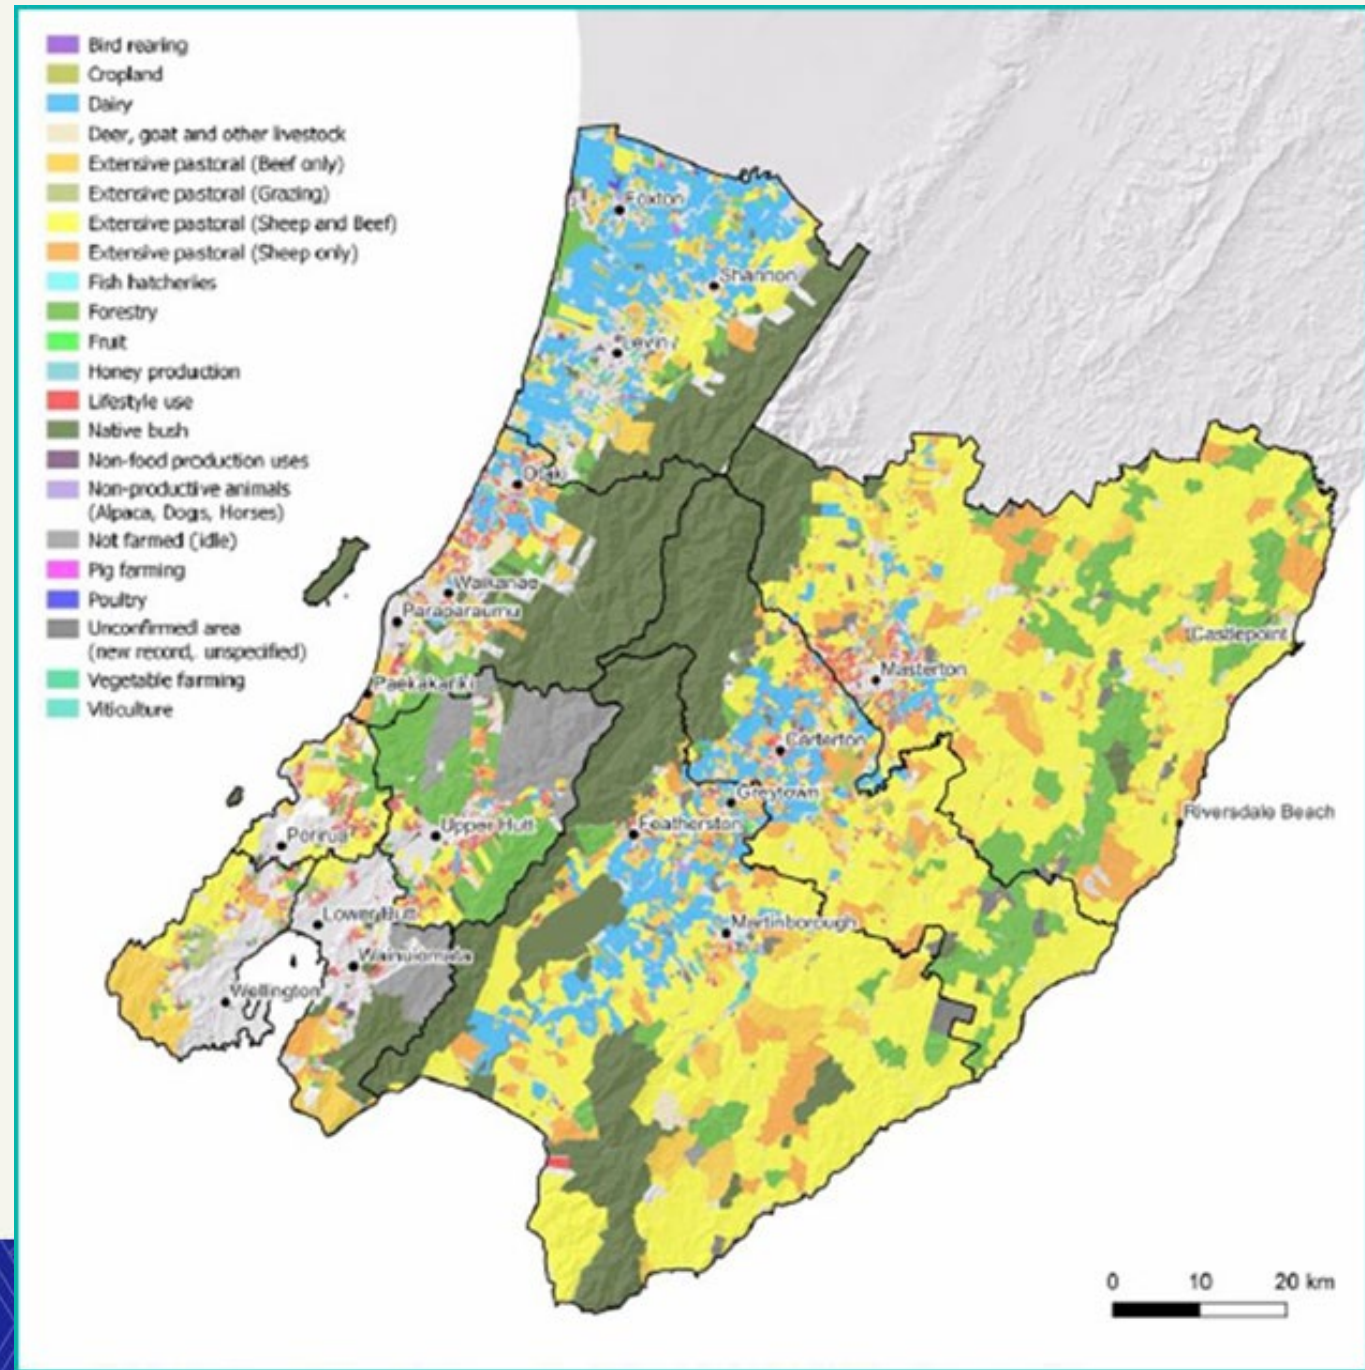 Bird rearing
Cropland
Dairy
Deer, goat and other livestock
Extensive pastoral (Beef only)
Extensive pastoral (Grazing)
Extensive pastoral (Sheep and Beef)
Extensive pastoral (Sheep only)
Fish hatcheries
Forestry
Fruit
Honey production
Lifestyle use
Native bush
Non-food production uses
Non-productive animals
(Alpaca, Dogs, Horses)
Not farmed (idle)
Pig farming
Poultry
Unconfirmed area
(new record, unspecified)
Vegetable farming
Viticulture
Foxton
Shannon
Levin
Otaki
Waikanae
Paraparaumu
Castlepoint
Masterton
Paekakariki
Carterton
Greytown
Riversdale Beach
Featherston
Upper Hutt
Porirua
Lower Hutt
Martinborough
Wainuiomata
Wellington
0 10 20 km